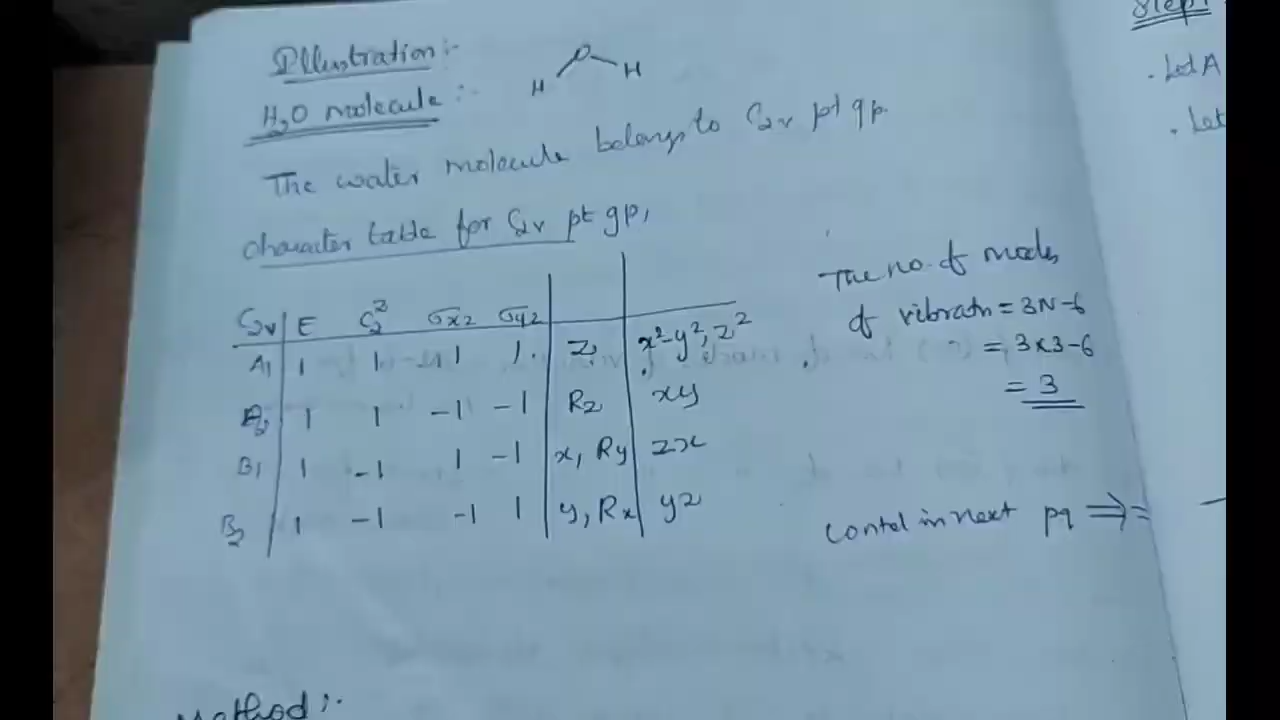 Illustration:-
H₂O molecule:-
O
H H
The water molecule belongs to C₂ᵥ pt gp.
character table for C₂ᵥ pt gp,
C₂ᵥ E C₂ᶻ σxz σyz
A₁ 1 1 1 1 z x²-y², z²
A₂ 1 1 -1 -1 Rz xy
B₁ 1 -1 1 -1 x, Ry zx
B₂ 1 -1 -1 1 y, Rx yz
The no. of modes
of vibratn = 3N-6
= 3x3-6
= 3
contd in next pg ⇒
Method:-
Step
. Let A
. Let